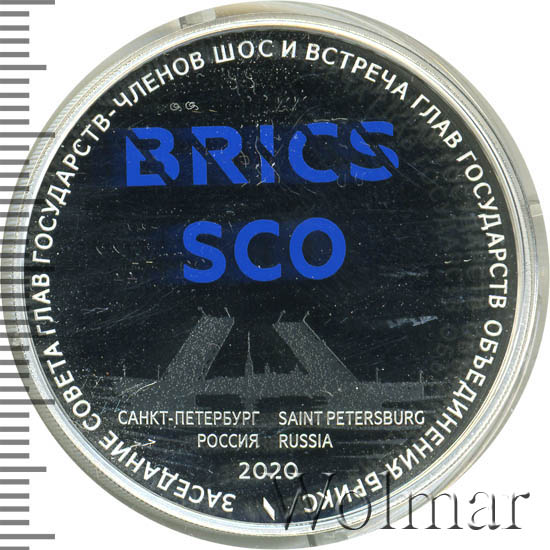 ЗАСЕДАНИЕ СОВЕТА ГЛАВ ГОСУДАРСТВ-ЧЛЕНОВ ШОС И ВСТРЕЧА ГЛАВ ГОСУДАРСТВ ОБЪЕДИНЕНИЯ БРИКС
BRICS
SCO
САНКТ-ПЕТЕРБУРГ SAINT PETERSBURG
РОССИЯ RUSSIA
2020
Wolmar